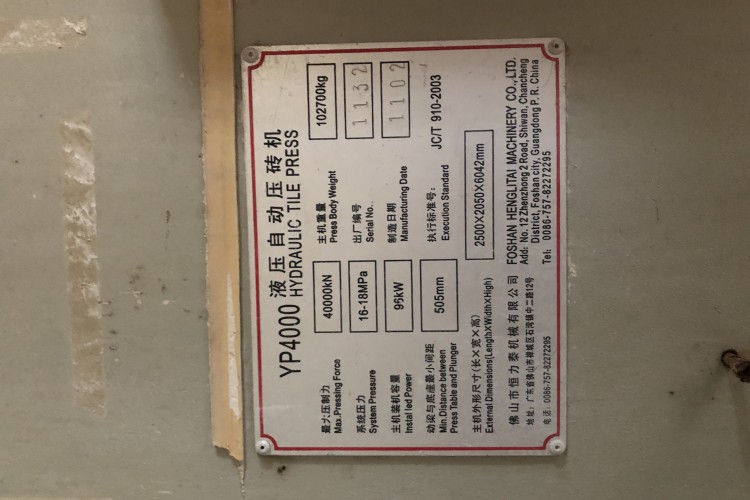 YP4000 液压自动压砖机
HYDRAULIC TILE PRESS
最大压制力
Max.Pressing Force
40000kN
主机重量
Press Body Weight
102700kg
系统压力
System Pressure
16-18MPa
出厂编号
Serial No.
1132
主机装机容量
Installed Power
96kW
制造日期
Manufacturing Date
1102
动梁与底座最小间距
Min.Distance between
Press Table and Plunger
505mm
执行标准号:
Execution Standard
JC/T 910-2003
主机外形尺寸(长×宽×高)
External Dimensions(Length×Width×High)
2500×2050×6042mm
佛山市恒力泰机械有限公司
地址: 广东省佛山市禅城区石湾镇中二路12号
电话: 0086-757-82272295
FOSHAN HENGLITAI MACHINERY CO.,LTD.
Add: No.12 Zhenzhong 2 Road, Shiwan, Chancheng
District, Foshan city, Guangdong P. R. China
Tel: 0086-757-82272295